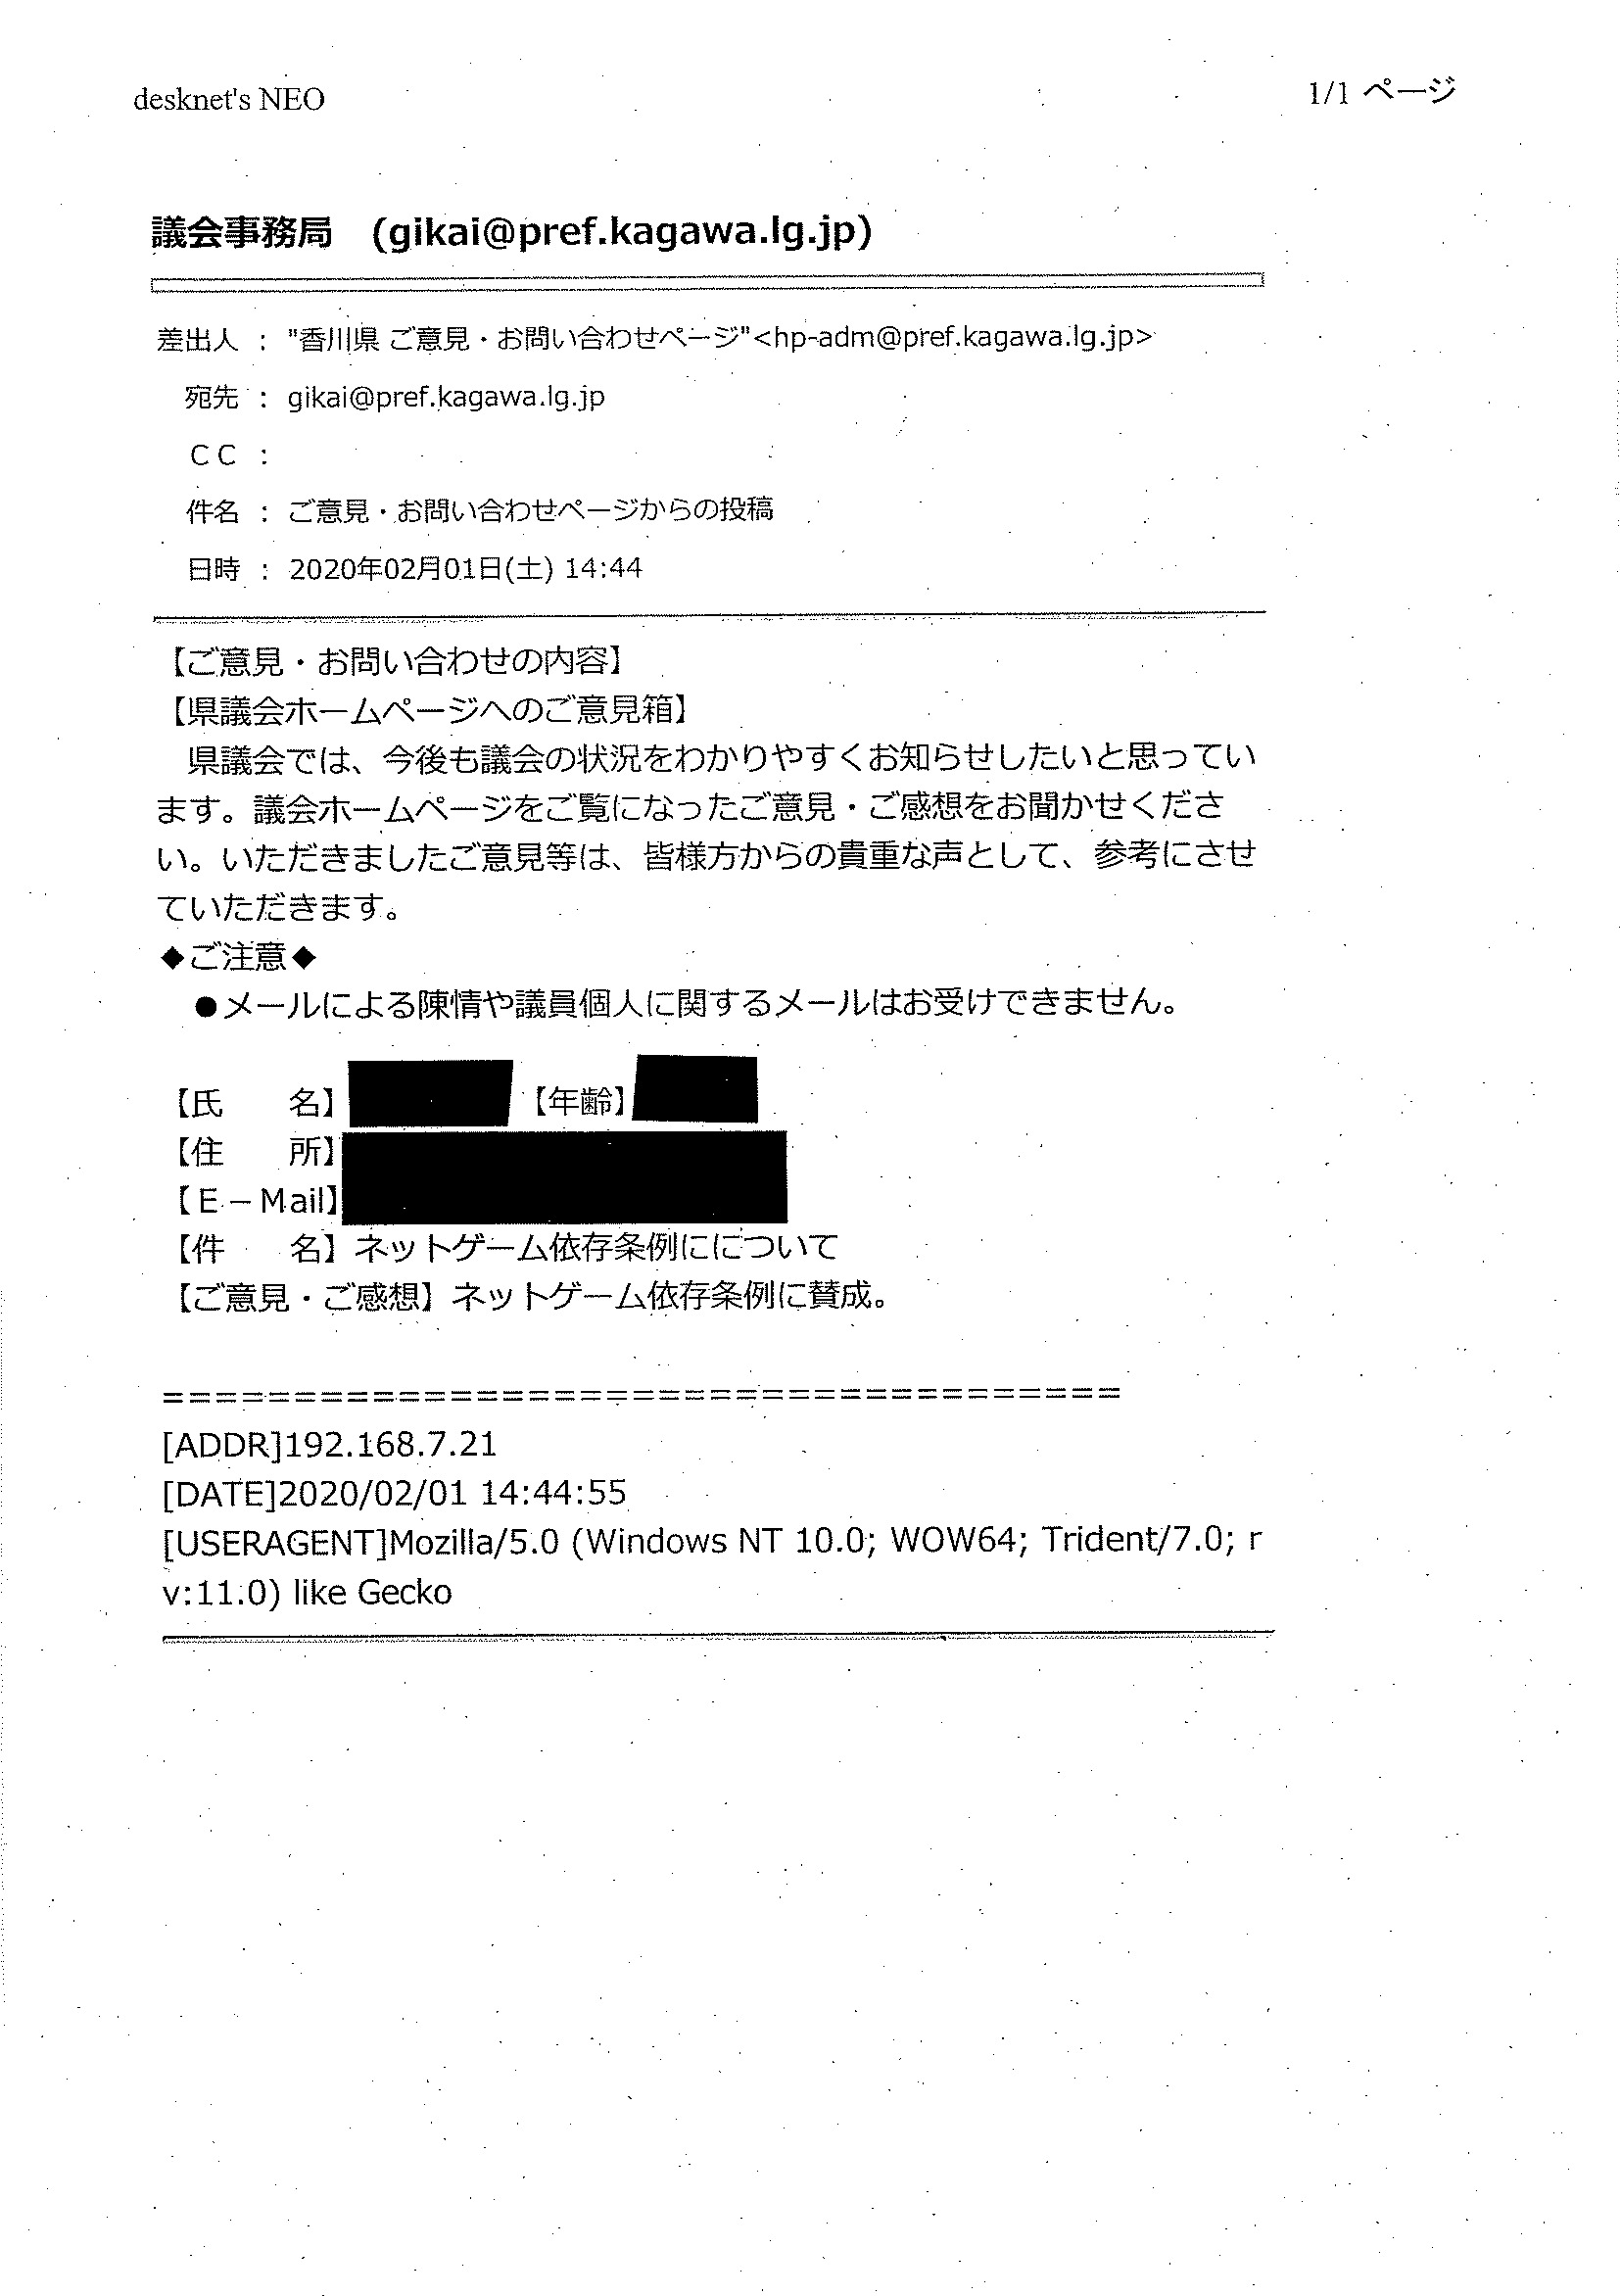 desknet's NEO
1/1 ページ
議会事務局　(gikai@pref.kagawa.lg.jp)
差出人 ： "香川県 ご意見・お問い合わせページ"<hp-adm@pref.kagawa.lg.jp>
宛先 ： gikai@pref.kagawa.lg.jp
ＣＣ ：
件名 ： ご意見・お問い合わせページからの投稿
日時 ： 2020年02月01日(土) 14:44
【ご意見・お問い合わせの内容】
【県議会ホームページへのご意見箱】
　県議会では、今後も議会の状況をわかりやすくお知らせしたいと思ってい
ます。議会ホームページをご覧になったご意見・ご感想をお聞かせくださ
い。いただきましたご意見等は、皆様方からの貴重な声として、参考にさせ
ていただきます。
◆ご注意◆
　●メールによる陳情や議員個人に関するメールはお受けできません。
【氏　　名】　【年齢】
【住　　所】
【Ｅ－Mail】
【件　　名】ネットゲーム依存条例にについて
【ご意見・ご感想】ネットゲーム依存条例に賛成。
=====================================
[ADDR]192.168.7.21
[DATE]2020/02/01 14:44:55
[USERAGENT]Mozilla/5.0 (Windows NT 10.0; WOW64; Trident/7.0; r
v:11.0) like Gecko